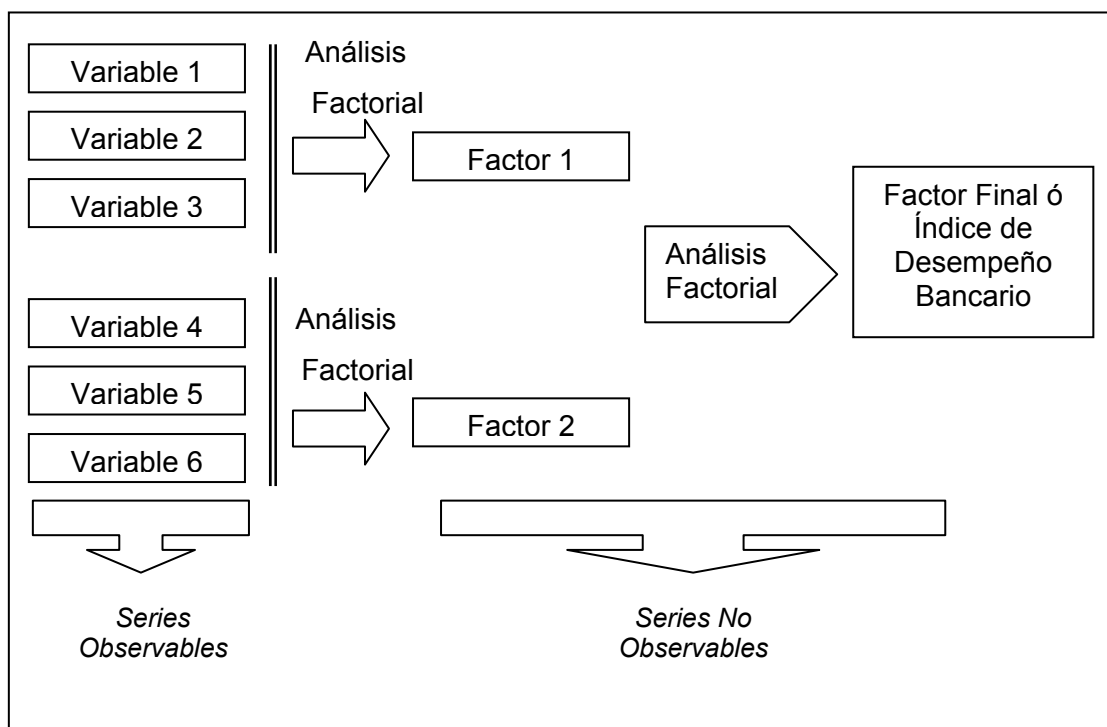 Variable 1
Variable 2
Variable 3
Análisis
Factorial
Factor 1
Variable 4
Variable 5
Variable 6
Análisis
Factorial
Factor 2
Análisis
Factorial
Factor Final ó
Índice de
Desempeño
Bancario
Series
Observables
Series No
Observables